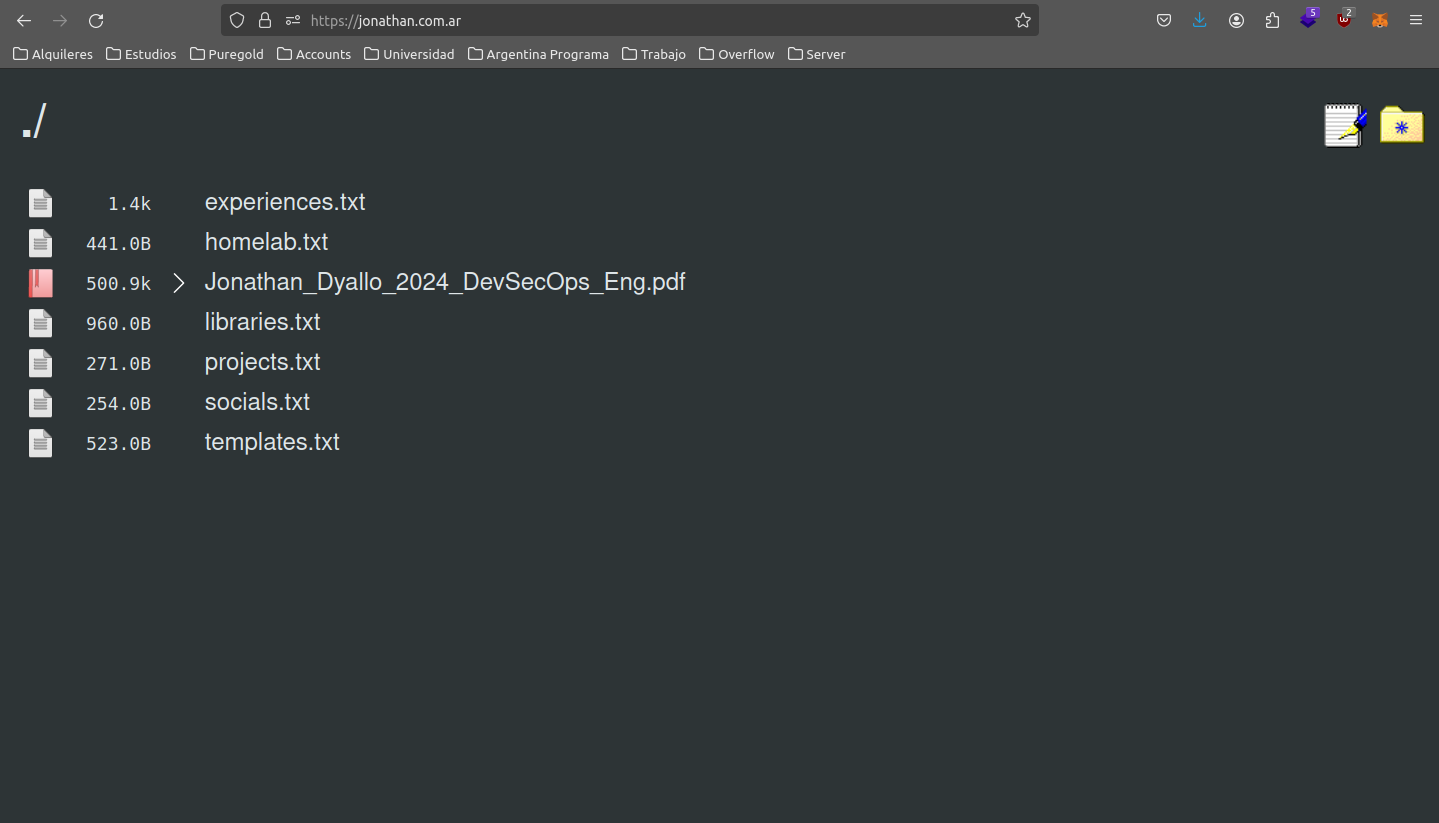 https://jonathan.com.ar
5
2
Alquileres Estudios Puregold Accounts Universidad Argentina Programa Trabajo Overflow Server
./
1.4k experiences.txt
441.0B homelab.txt
500.9k Jonathan_Dyallo_2024_DevSecOps_Eng.pdf
960.0B libraries.txt
271.0B projects.txt
254.0B socials.txt
523.0B templates.txt